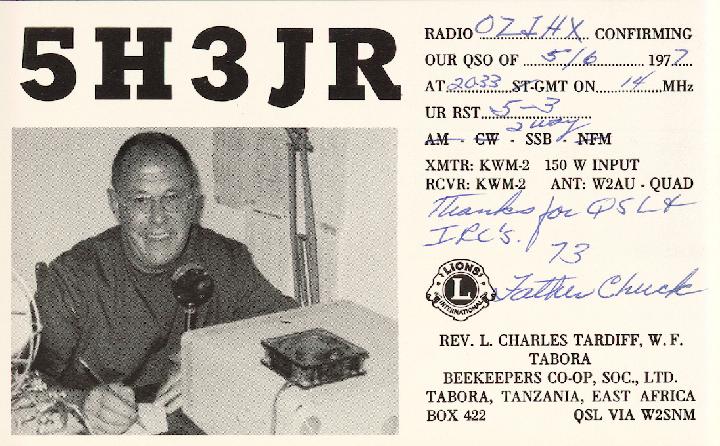 5H3JR
RADIO OZ1HX CONFIRMING
OUR QSO OF 5/6 1977
AT 2033 ST-GMT ON 14 MHz
UR RST 5-3
2 way
AM - CW - SSB - NFM
XMTR: KWM-2 150 W INPUT
RCVR: KWM-2 ANT: W2AU - QUAD
Thanks for QSL &
IRC's.
73
LIONS
L
INTERNATIONAL
Father Chuck
REV. L. CHARLES TARDIFF, W. F.
TABORA
BEEKEEPERS CO-OP, SOC., LTD.
TABORA, TANZANIA, EAST AFRICA
BOX 422 QSL VIA W2SNM